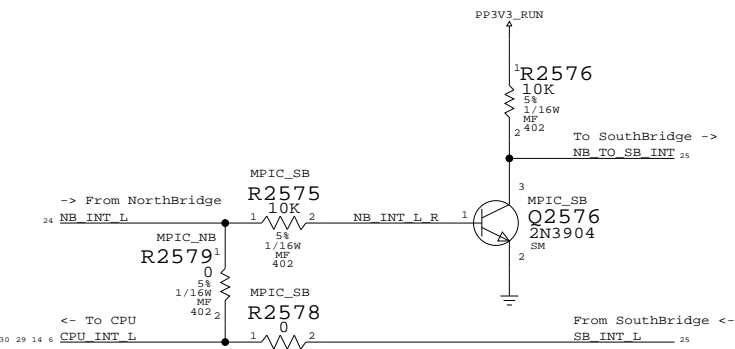 PP3V3_RUN
1
R2576
10K
5%
1/16W
MF
402
2
To SouthBridge ->
NB_TO_SB_INT 25
MPIC_SB
-> From NorthBridge
R2575
10K
24 NB_INT_L
1 2
NB_INT_L_R
1
3
MPIC_SB
Q2576
2N3904
SM
2
5%
1/16W
MF
402
MPIC_NB
R2579
1
0
5%
1/16W
MF
402
2
MPIC_SB
R2578
0
1 2
<- To CPU
30 29 14 6 CPU_INT_L
From SouthBridge <-
SB_INT_L 25